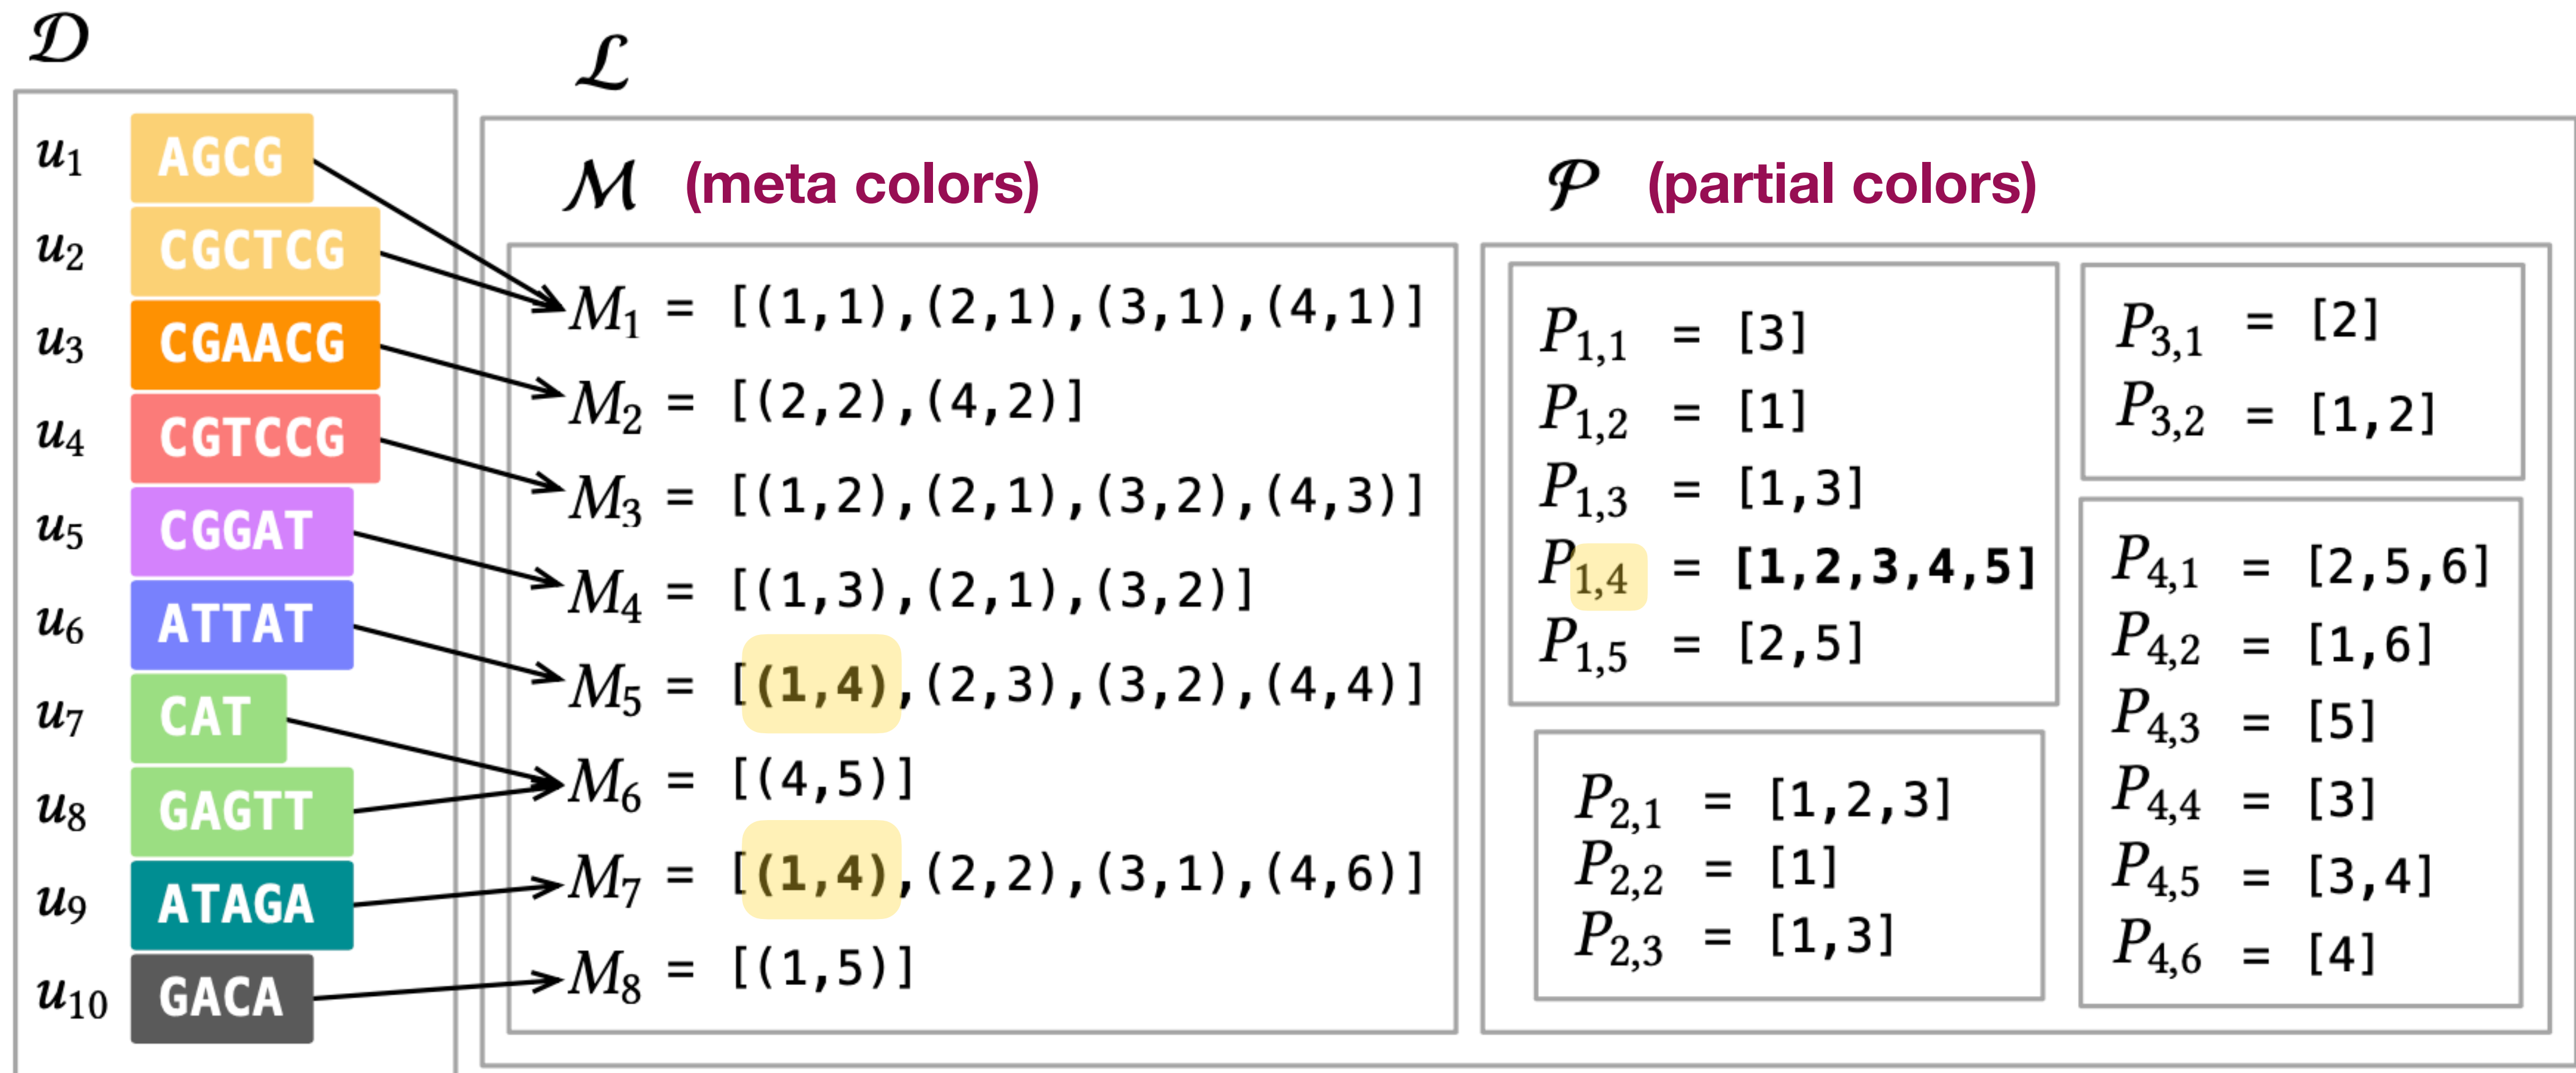 𝒟
ℒ
u1 AGCG
u2 CGCTCG
u3 CGAACG
u4 CGTCCG
u5 CGGAT
u6 ATTAT
u7 CAT
u8 GAGTT
u9 ATAGA
u10 GACA
ℳ (meta colors)
M1 = [(1,1),(2,1),(3,1),(4,1)]
M2 = [(2,2),(4,2)]
M3 = [(1,2),(2,1),(3,2),(4,3)]
M4 = [(1,3),(2,1),(3,2)]
M5 = [(1,4),(2,3),(3,2),(4,4)]
M6 = [(4,5)]
M7 = [(1,4),(2,2),(3,1),(4,6)]
M8 = [(1,5)]
𝒫 (partial colors)
P1,1 = [3]
P1,2 = [1]
P1,3 = [1,3]
P1,4 = [1,2,3,4,5]
P1,5 = [2,5]
P2,1 = [1,2,3]
P2,2 = [1]
P2,3 = [1,3]
P3,1 = [2]
P3,2 = [1,2]
P4,1 = [2,5,6]
P4,2 = [1,6]
P4,3 = [5]
P4,4 = [3]
P4,5 = [3,4]
P4,6 = [4]